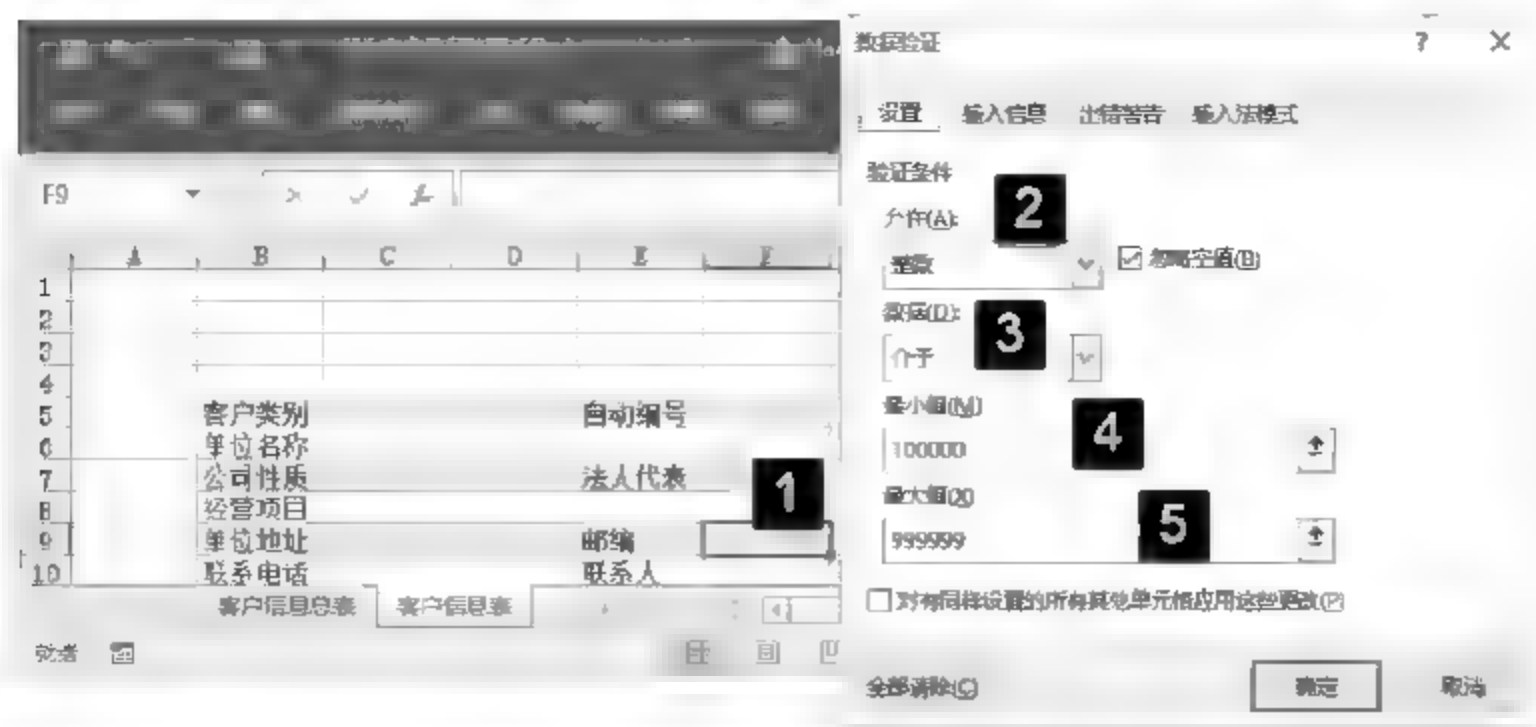 数据验证
? ×
设置 输入信息 出错警告 输入法模式
验证条件
允许(A):
2
整数
忽略空值(B)
数据(D):
3
介于
最小值(M)
4
100000
最大值(X)
5
999999
对有同样设置的所有其他单元格应用这些更改(P)
全部清除(C)
确定
取消
F9
A B C D E F
1
2
3
4
5 客户类别 自动编号
6 单位名称
7 公司性质 法人代表
1
8 经营项目
9 单位地址 邮编
10 联系电话 联系人
客户信息总表 客户信息表
就绪